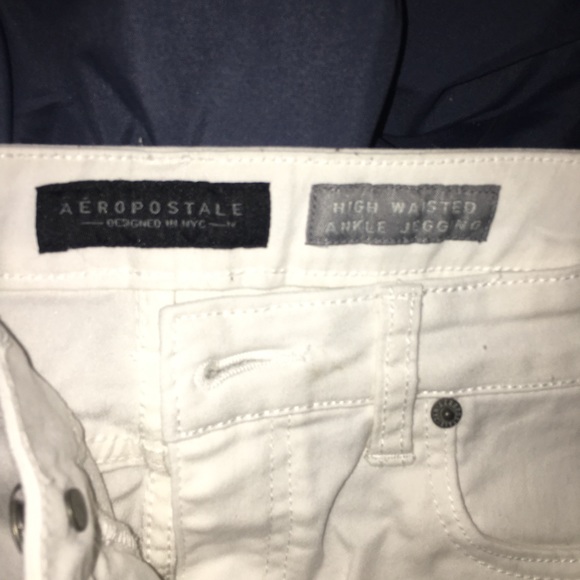 AÉROPOSTALE
DESIGNED IN NYC
HIGH WAISTED
ANKLE JEGGING